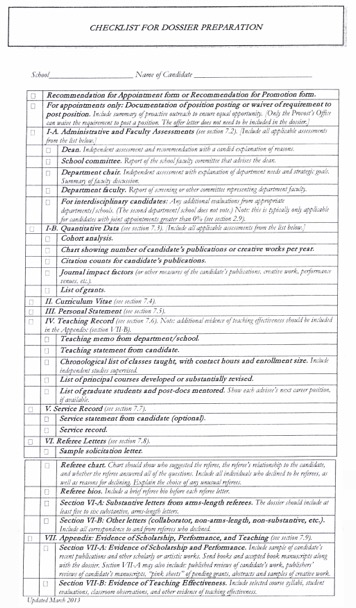 CHECKLIST FOR DOSSIER PREPARATION
School Name of Candidate
Recommendation for Appointment form or Recommendation for Promotion form.
For appointments only: Documentation of position posting or waiver of requirement to
post position. Include summary of proactive outreach to ensure equal opportunity. [Only the Provost's Office
can waive the requirement to post a position. The offer letter does not need to be included in the dossier.]
I-A. Administrative and Faculty Assessments (see section 7.2). [Include all applicable assessments
from the list below.]
Dean. Independent assessment and recommendation with a candid explanation of reasons.
School committee. Report of the school faculty committee that advises the dean.
Department chair. Independent assessment with explanation of department needs and strategic goals.
Summary of faculty discussion.
Department faculty. Report of screening or other committee representing department faculty.
For interdisciplinary candidates: Any additional evaluations from appropriate
departments/schools. (The second department/school does not vote.) Note: this is typically only applicable
for candidates with joint appointments greater than 0% (see section 2.9).
I-B. Quantitative Data (see section 7.3). [Include all applicable assessments from the list below]
Cohort analysis.
Chart showing number of candidate's publications or creative works per year.
Citation counts for candidate's publications.
Journal impact factors (or other measures of the candidate's publications, creative work, performance
venues, etc.).
List of grants.
II. Curriculum Vitae (see section 7.4).
III. Personal Statement (see section 7.5).
IV. Teaching Record (see section 7.6). Note: additional evidence of teaching effectiveness should be included
in the Appendix (section VII-B).
Teaching memo from department/school.
Teaching statement from candidate.
Chronological list of classes taught, with contact hours and enrollment size. Include
independent studies supervised.
List of principal courses developed or substantially revised.
List of graduate students and post-docs mentored. Show each advisee's next career position,
if available.
V. Service Record (see section 7.7).
Service statement from candidate (optional).
Service record.
VI. Referee Letters (see section 7.8).
Sample solicitation letter.
Referee chart. Chart should show who suggested the referee, the referee's relationship to the candidate,
and whether the referee answered all of the questions. Include all individuals who declined to be referees, as
well as reasons for declining. Explain the choice of any unusual referees.
Referee bios. Include a brief referee bio before each referee letter.
Section VI-A: Substantive letters from arms-length referees. The dossier should include at
least five to six substantive, arms-length letters.
Section VI-B: Other letters (collaborator, non-arms-length, non-substantive, etc.).
Include all correspondence to and from referees who declined.
VII. Appendix: Evidence of Scholarship, Performance, and Teaching (see section 7.9).
Section VII-A: Evidence of Scholarship and Performance. Include sample of candidate's
recent publications and other scholarly or artistic works. Send books and accepted book manuscripts along
with the dossier. Section VII-A may also include: published reviews of candidate's work, publishers'
reviews of candidate's manuscripts, "pink sheets" of pending grants, abstracts and samples of creative work.
Section VII-B: Evidence of Teaching Effectiveness. Include selected course syllabi, student
evaluations, classroom observations, and other evidence of teaching effectiveness.
Updated March 2013